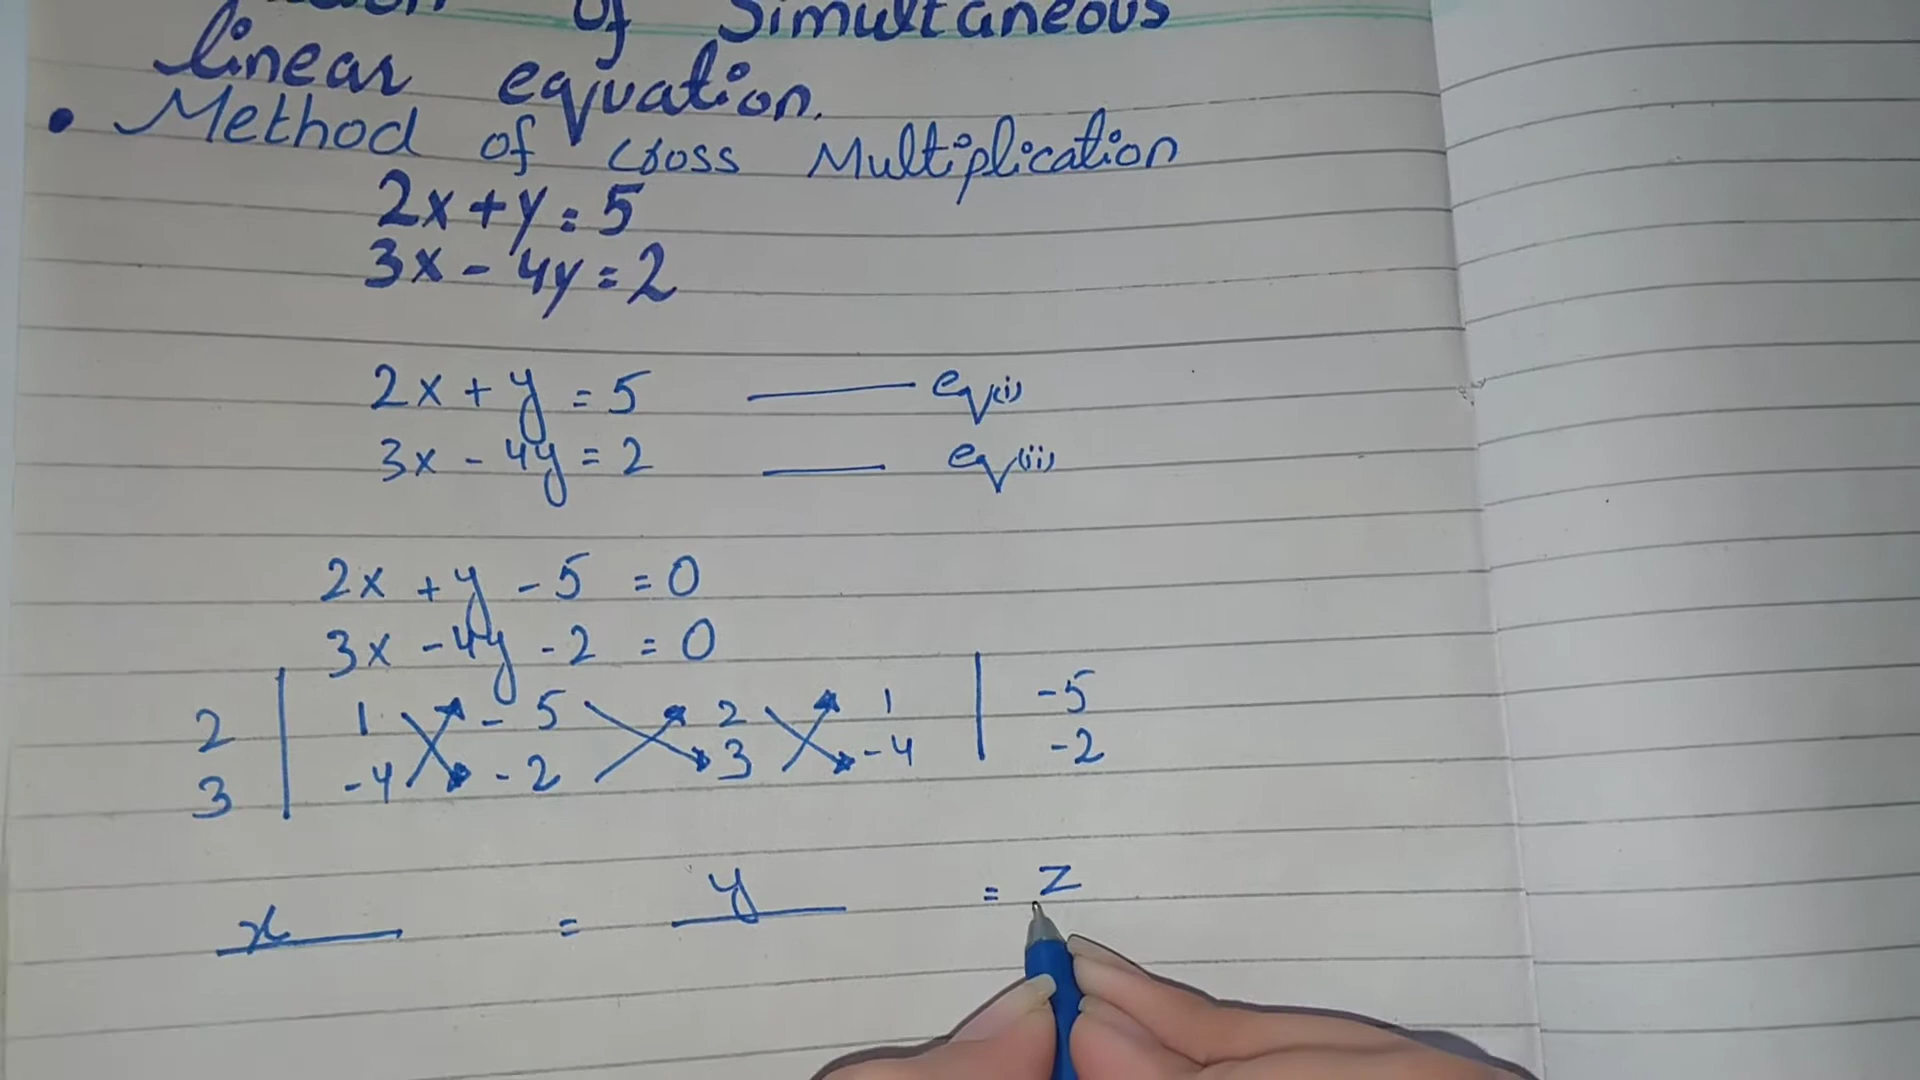 of Simultaneous
linear equation.
• Method of cross Multiplication
2x+y=5
3x-4y=2
2x+y=5 —— eq(i)
3x-4y=2 —— eq(ii)
2x+y-5=0
3x-4y-2=0
2 | 1 -5 2 1 | -5
3 | -4 -2 3 -4 | -2
x = y = z